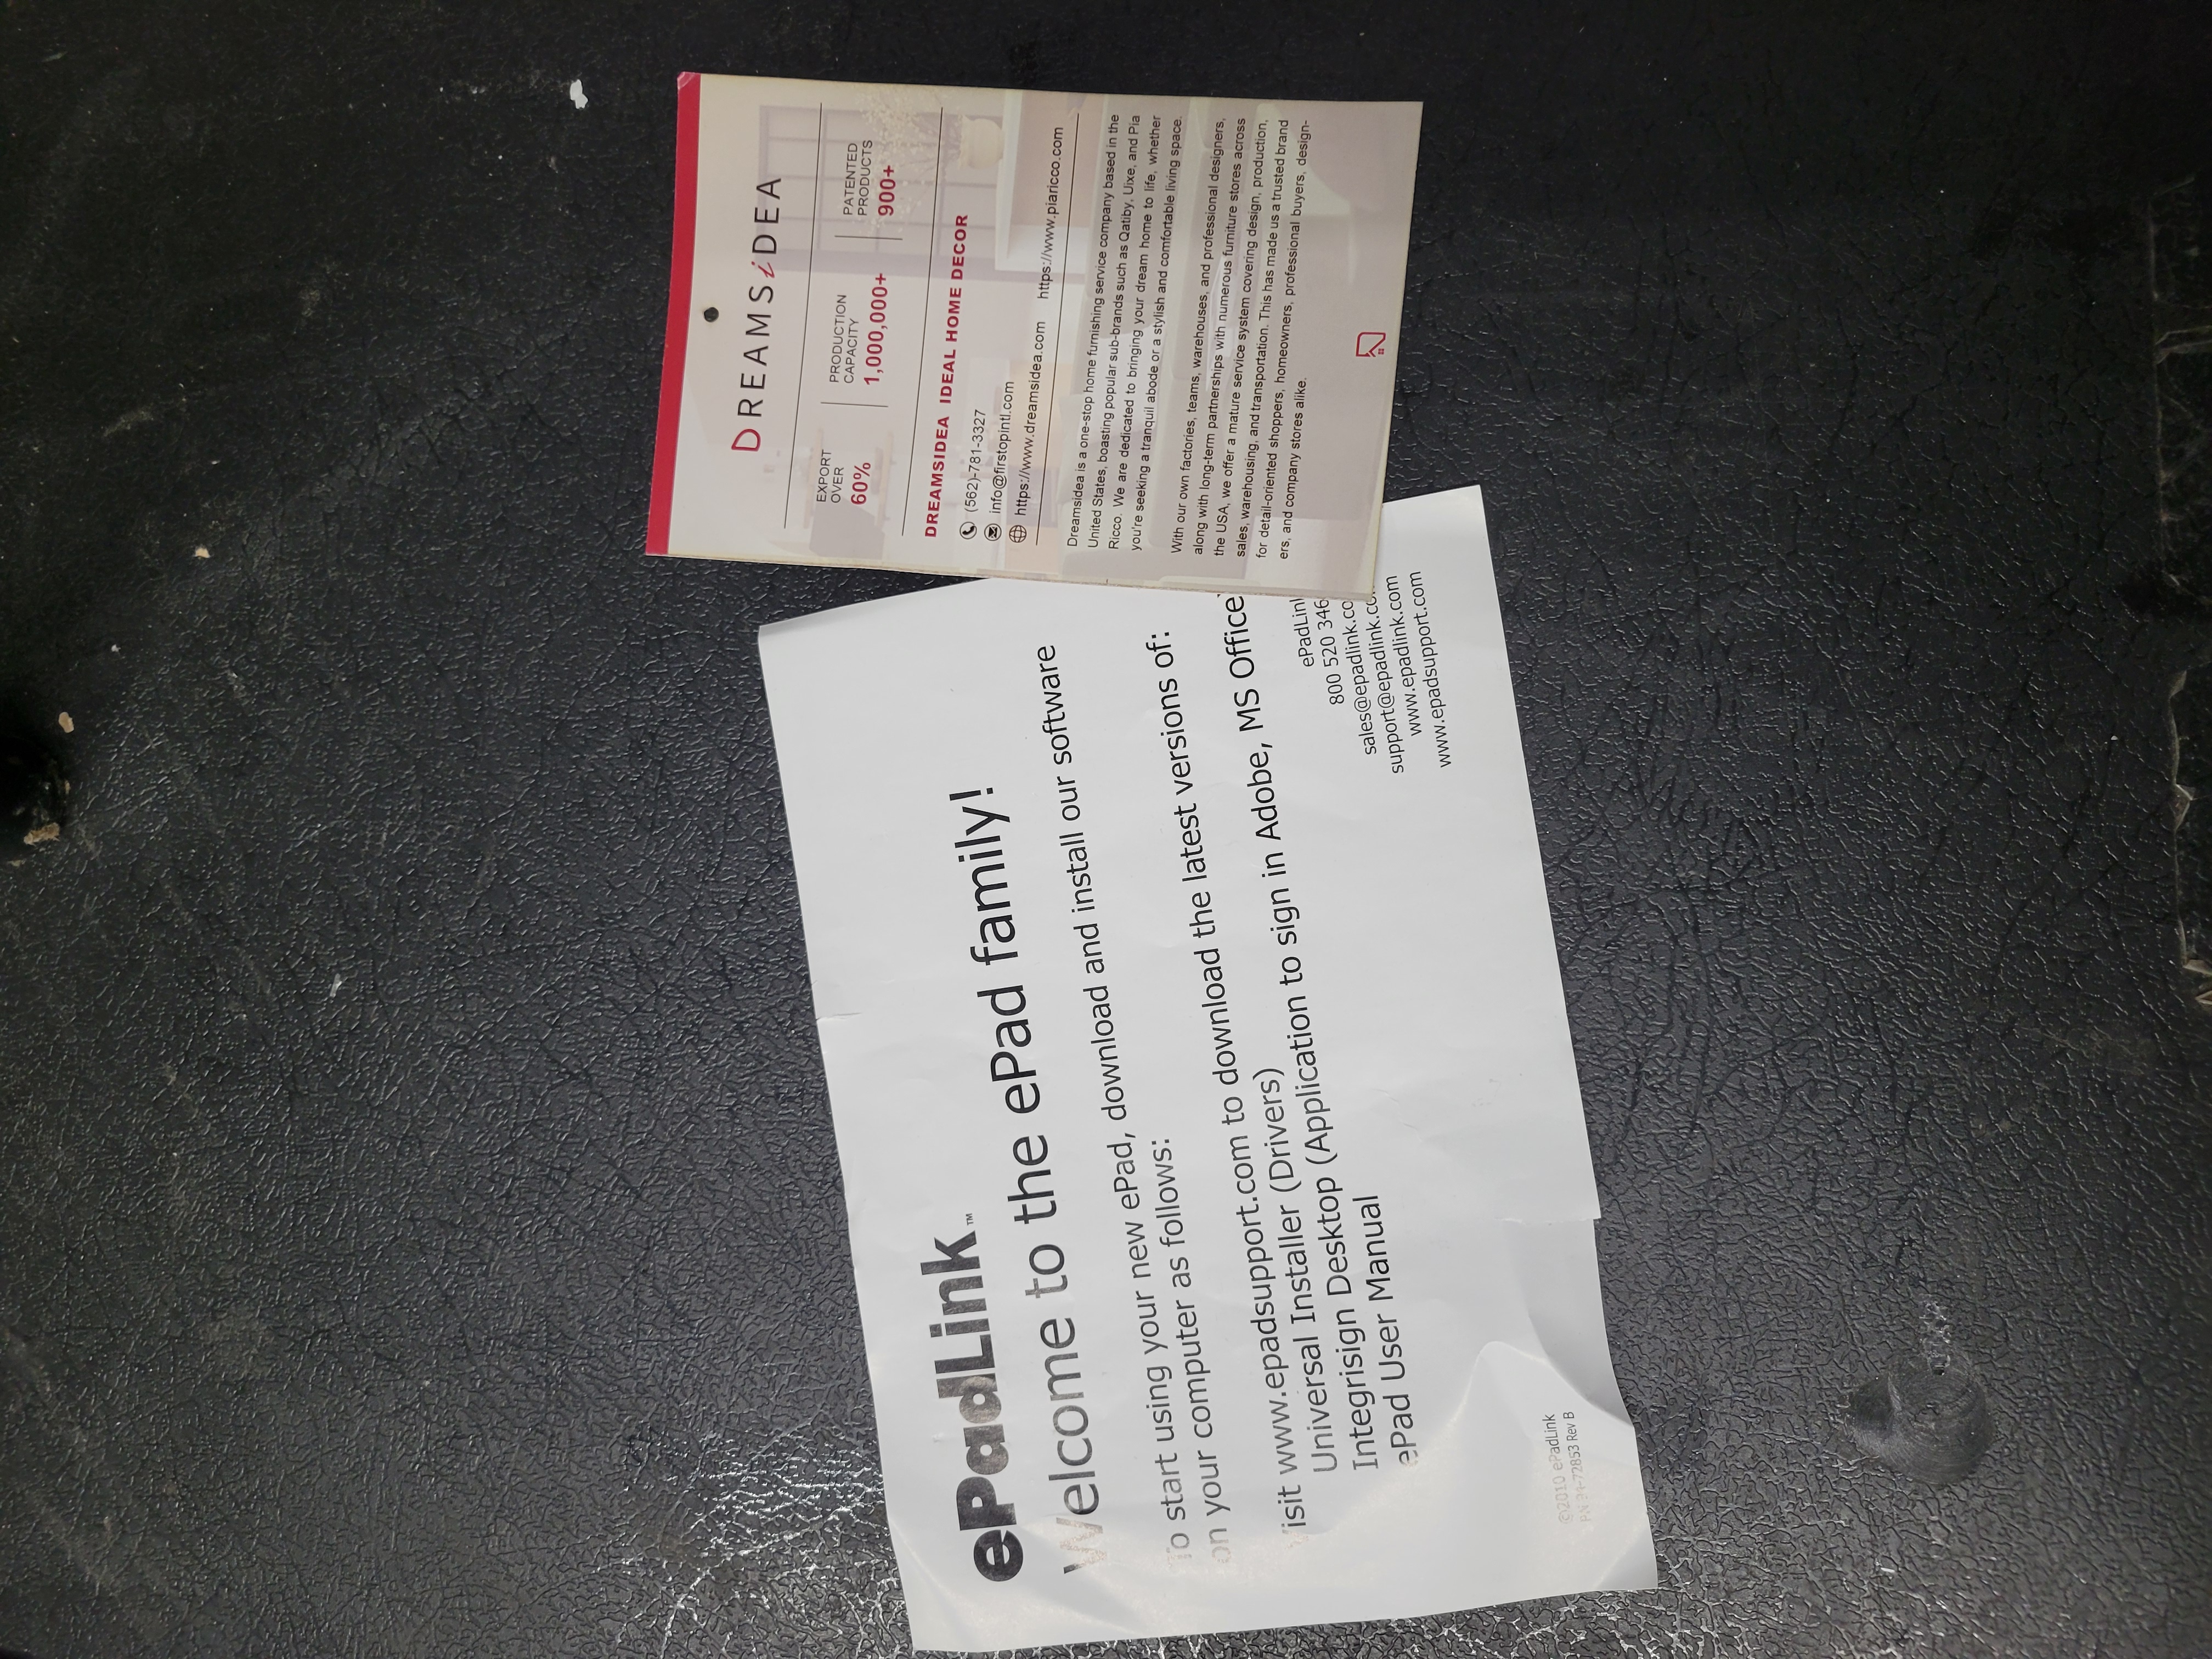 DREAMSiDEA
EXPORT
OVER
60%
PRODUCTION
CAPACITY
1,000,000+
PATENTED
PRODUCTS
900+
DREAMSIDEA IDEAL HOME DECOR
(562)-781-3327
info@firstopintl.com
https://www.dreamsidea.com https://www.piaricco.com
Dreamsidea is a one-stop home furnishing service company based in the
United States, boasting popular sub-brands such as Qatiby, Uixe, and Pia
Ricco. We are dedicated to bringing your dream home to life, whether
you're seeking a tranquil abode or a stylish and comfortable living space.
With our own factories, teams, warehouses, and professional designers,
along with long-term partnerships with numerous furniture stores across
the USA, we offer a mature service system covering design, production,
sales, warehousing, and transportation. This has made us a trusted brand
for detail-oriented shoppers, homeowners, professional buyers, design-
ers, and company stores alike.
ePadLink™
Welcome to the ePad family!
To start using your new ePad, download and install our software
on your computer as follows:
Visit www.epadsupport.com to download the latest versions of:
Universal Installer (Drivers)
Integrisign Desktop (Application to sign in Adobe, MS Office
ePad User Manual
ePadLin
800 520 346
sales@epadlink.co
support@epadlink.com
www.epadlink.com
www.epadsupport.com
©2010 ePadLink
P.N 31-72853 Rev B